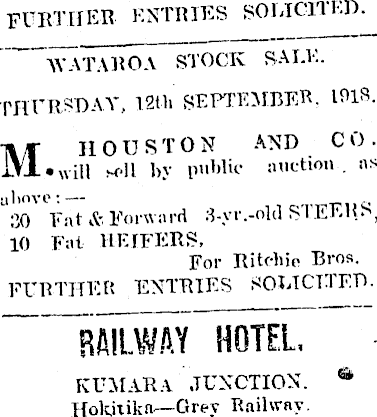 FURTHER ENTRIES SOLICITED.
WATAROA STOCK SALE.
THURSDAY, 12th SEPTEMBER, 1918.
M. HOUSTON AND CO.
will sell by public auction, as
above:—
30 Fat & Forward 3-yr.-old STEERS,
10 Fat HEIFERS,
For Ritchie Bros.
FURTHER ENTRIES SOLICITED.
RAILWAY HOTEL,
KUMARA JUNCTION.
Hokitika—Grey Railway.